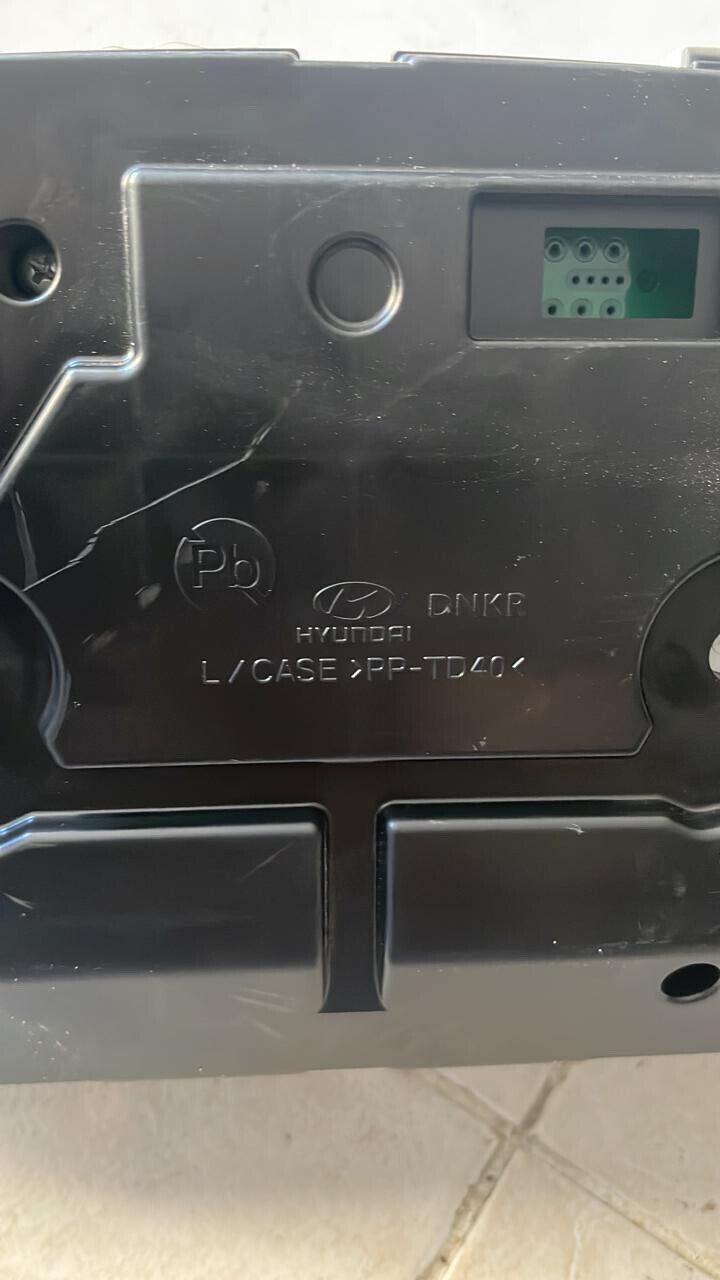 Pb
DNKR
HYUNDAI
L/CASE >PP-TD40<